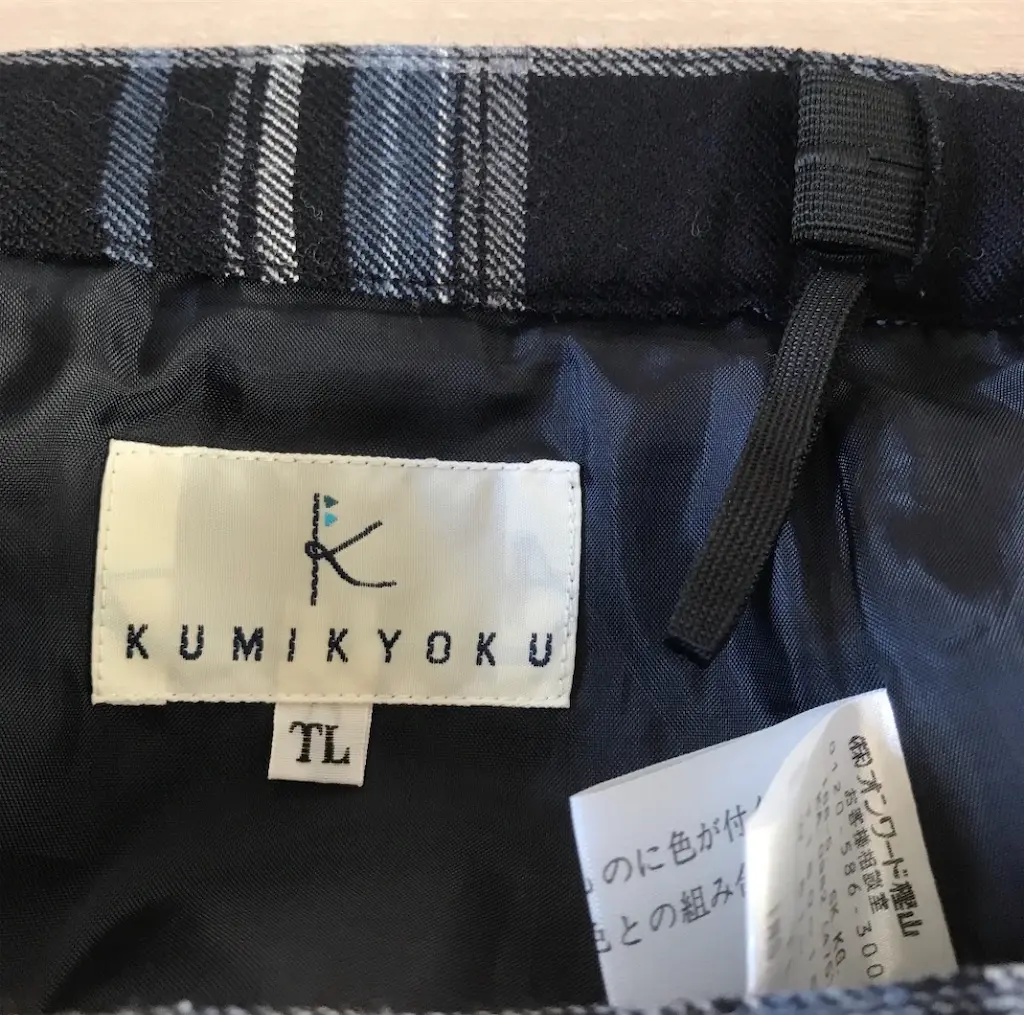 K
KUMIKYOKU
TL
のに色が付
色との組み合
㈱オンワード樫山
お客様相談室
0120-586-300